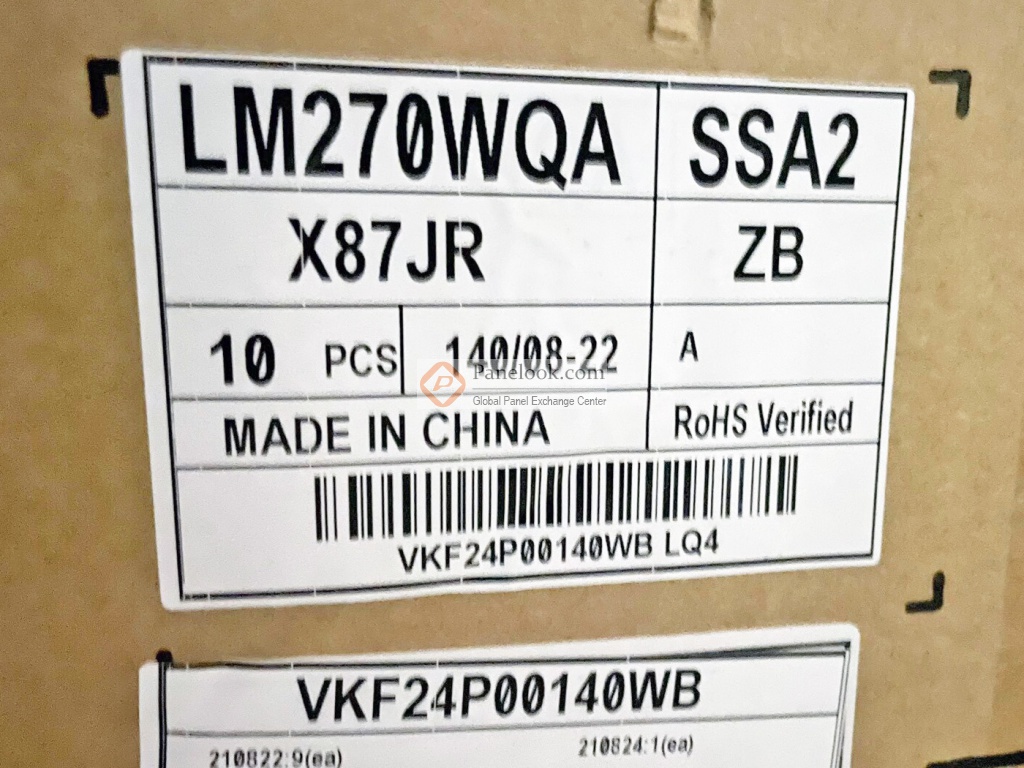 LM270WQA SSA2
X87JR ZB
10 PCS 140/08-22 A
Panelook.com
Global Panel Exchange Center
MADE IN CHINA RoHS Verified
VKF24P00140WB LQ4
VKF24P00140WB
210822:9(ea) 210824:1(ea)